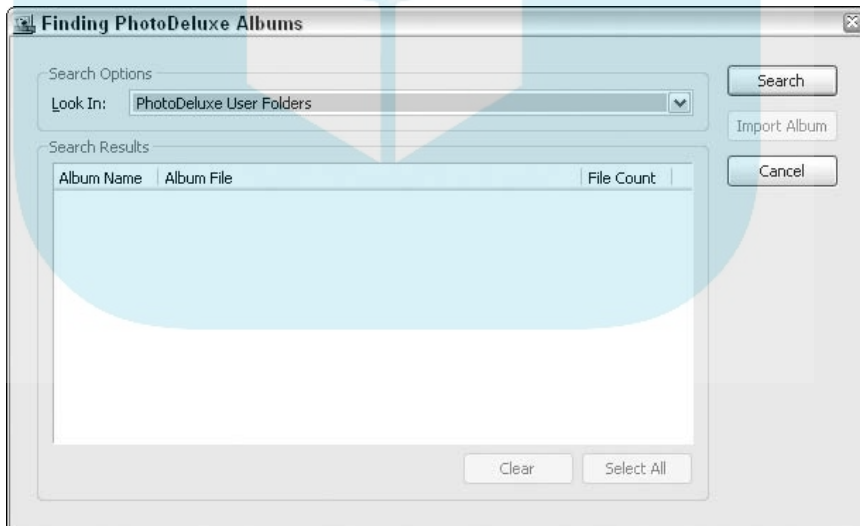 Finding PhotoDeluxe Albums
Search Options
Look In: PhotoDeluxe User Folders
Search
Import Album
Cancel
Search Results
Album Name Album File File Count
Clear Select All